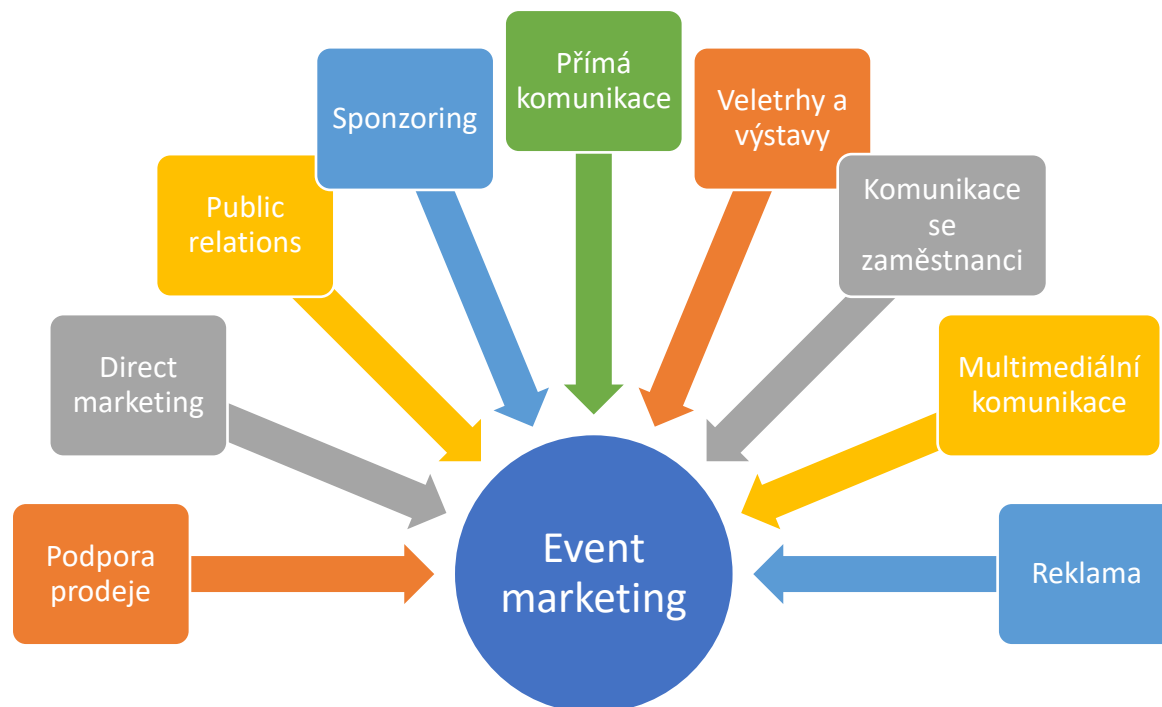 Přímá
komunikace
Sponzoring
Veletrhy a
výstavy
Public
relations
Komunikace
se
zaměstnanci
Direct
marketing
Multimediální
komunikace
Podpora
prodeje
Event
marketing
Reklama